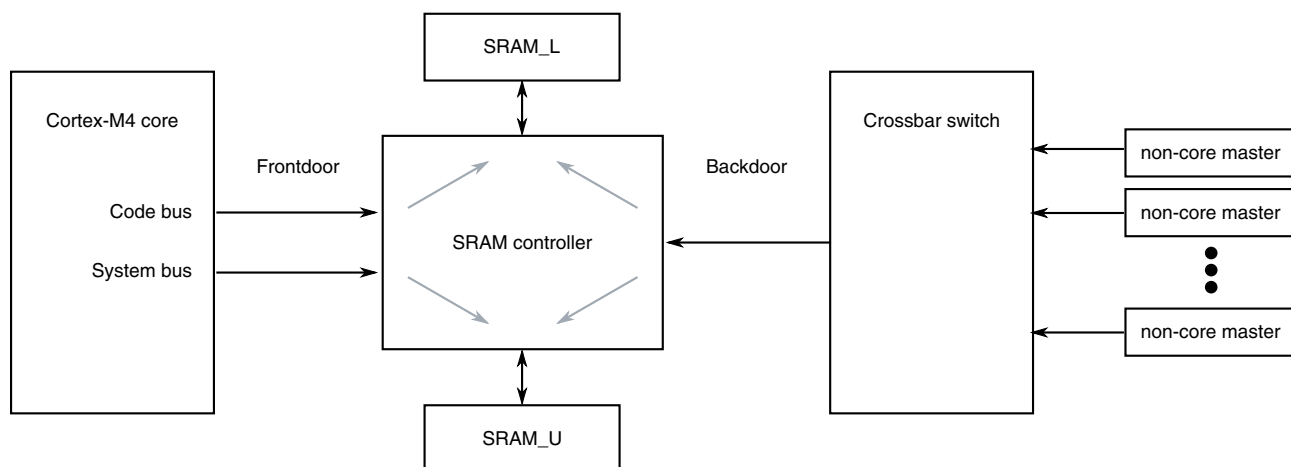 SRAM_L
Cortex-M4 core
Crossbar switch
non-core master
Frontdoor
Backdoor
Code bus
non-core master
SRAM controller
System bus
non-core master
SRAM_U